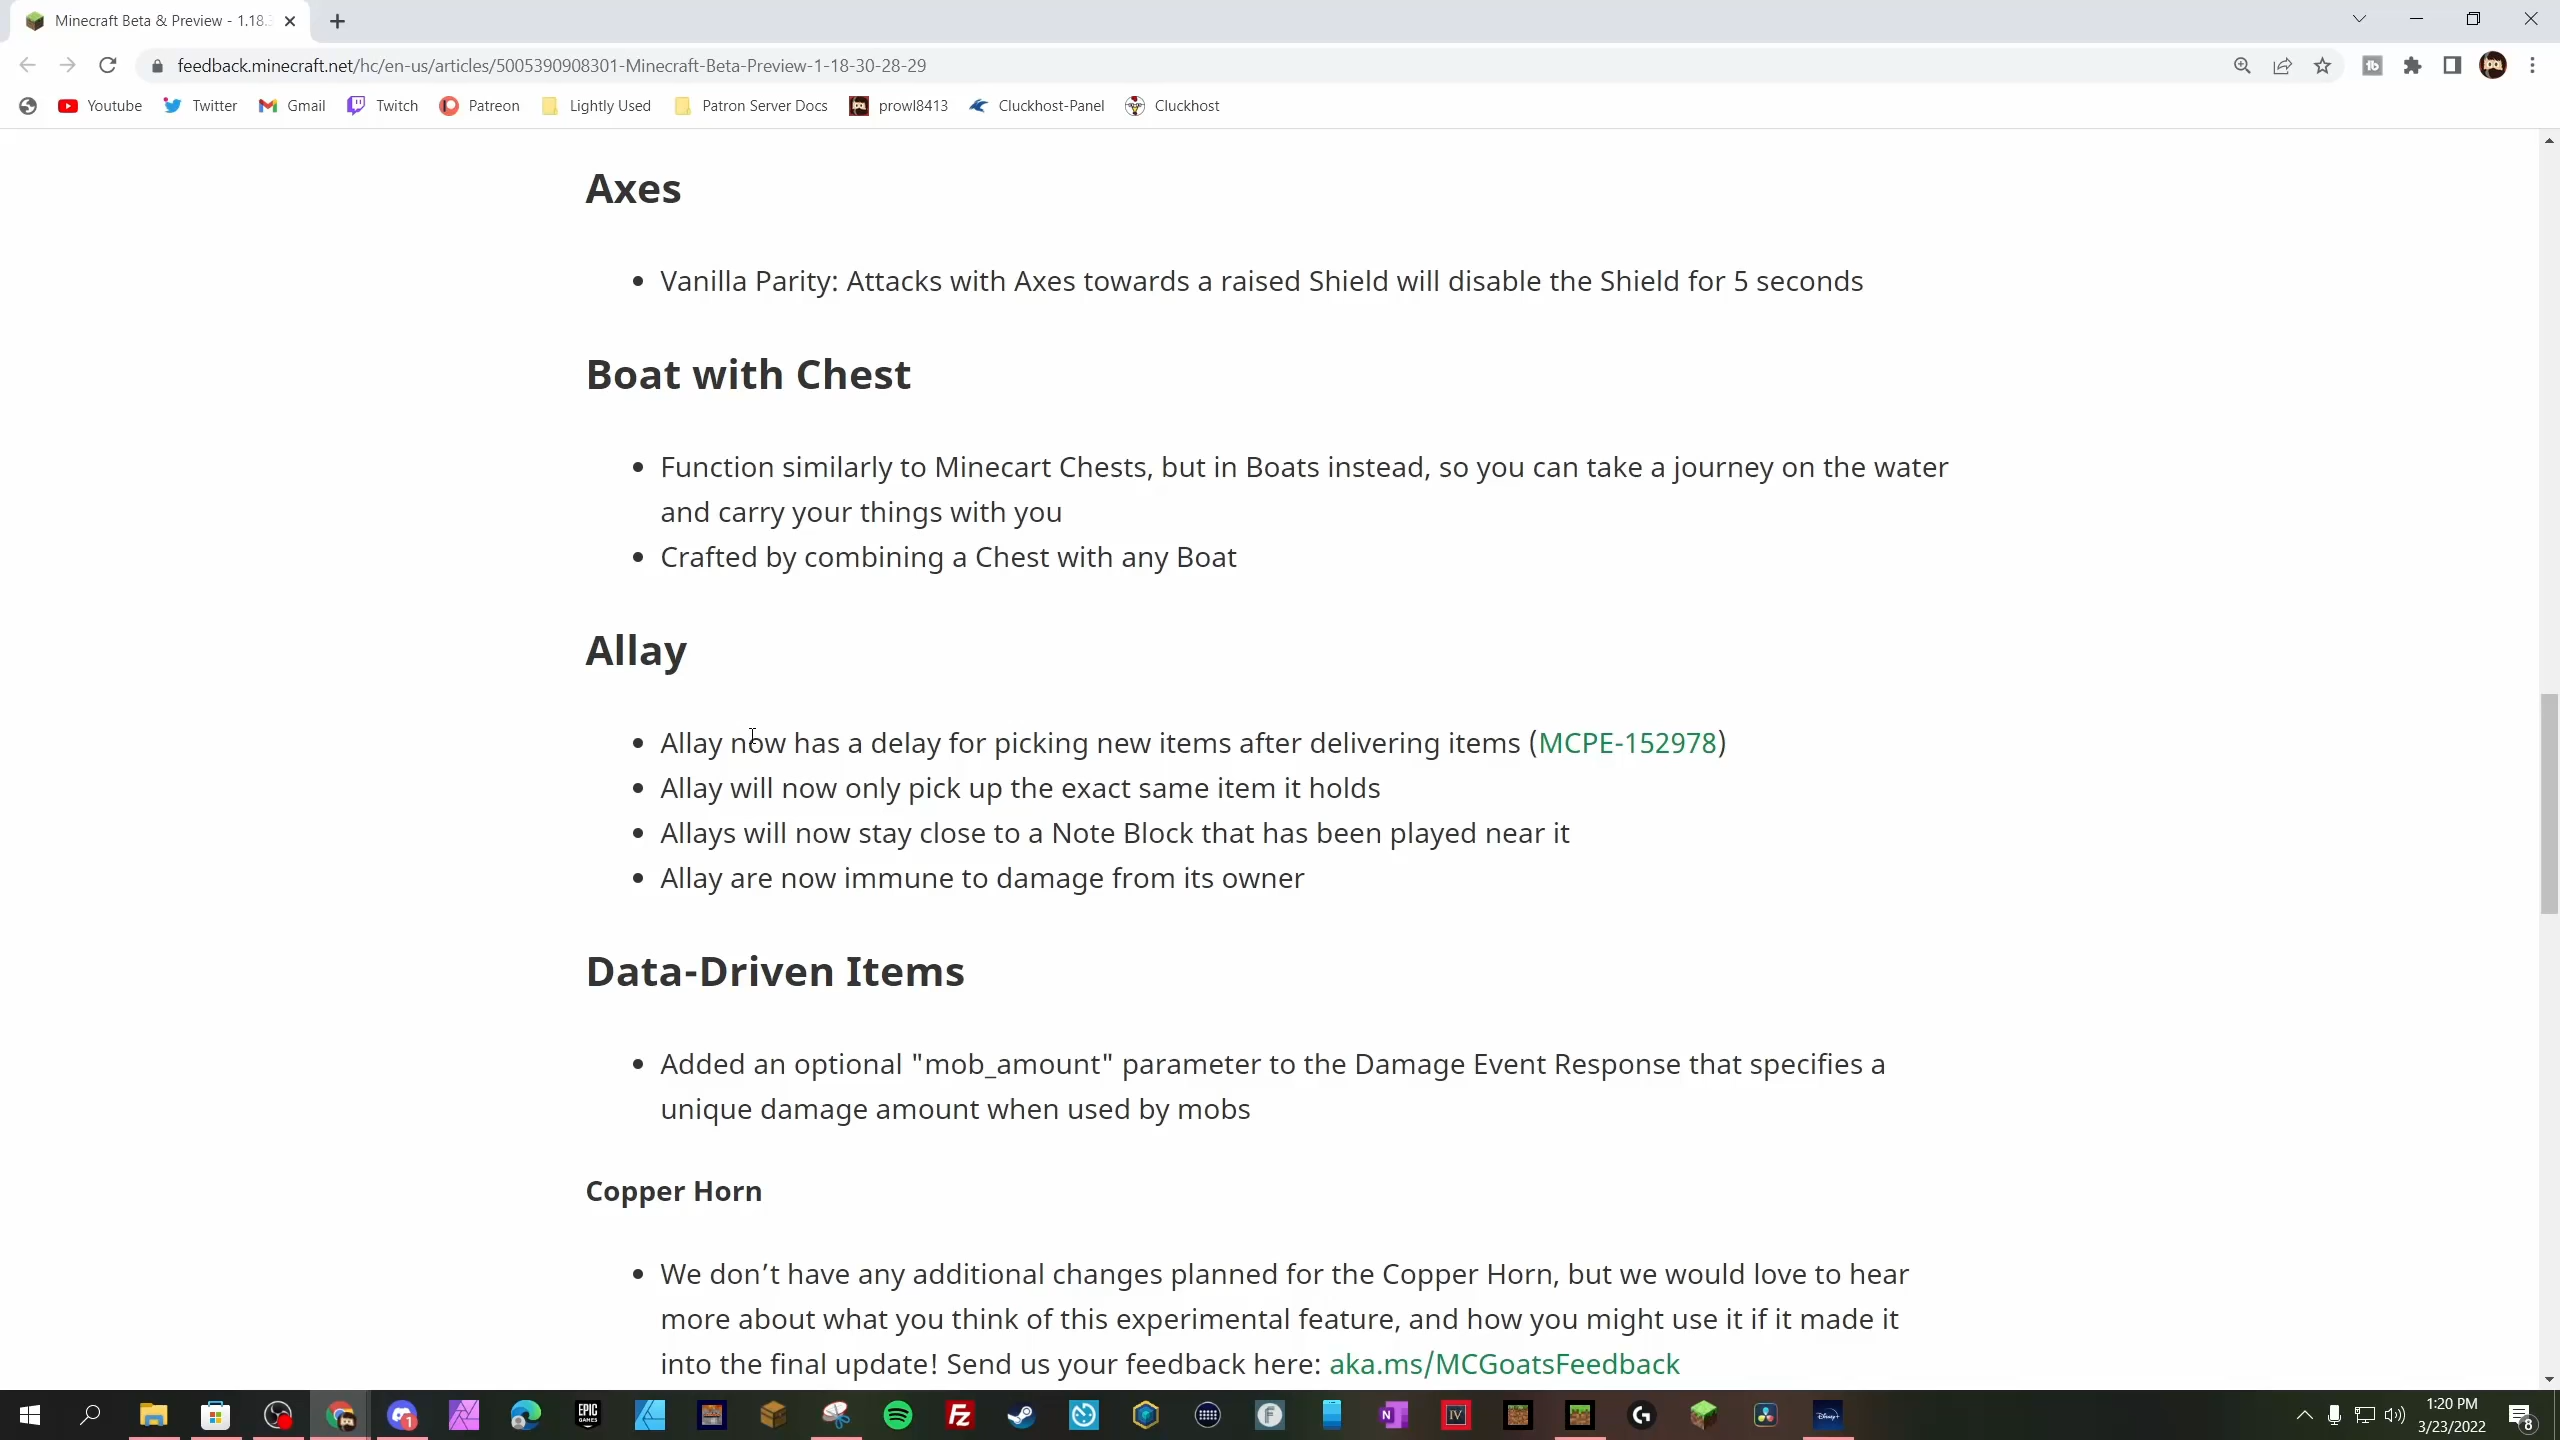 Minecraft Beta & Preview - 1.18.3
feedback.minecraft.net/hc/en-us/articles/5005390908301-Minecraft-Beta-Preview-1-18-30-28-29
Youtube Twitter Gmail Twitch Patreon Lightly Used Patron Server Docs prowl8413 Cluckhost-Panel Cluckhost
Axes
• Vanilla Parity: Attacks with Axes towards a raised Shield will disable the Shield for 5 seconds
Boat with Chest
• Function similarly to Minecart Chests, but in Boats instead, so you can take a journey on the water
and carry your things with you
• Crafted by combining a Chest with any Boat
Allay
• Allay now has a delay for picking new items after delivering items (MCPE-152978)
• Allay will now only pick up the exact same item it holds
• Allays will now stay close to a Note Block that has been played near it
• Allay are now immune to damage from its owner
Data-Driven Items
• Added an optional "mob_amount" parameter to the Damage Event Response that specifies a
unique damage amount when used by mobs
Copper Horn
• We don’t have any additional changes planned for the Copper Horn, but we would love to hear
more about what you think of this experimental feature, and how you might use it if it made it
into the final update! Send us your feedback here: aka.ms/MCGoatsFeedback
1:20 PM
3/23/2022
8